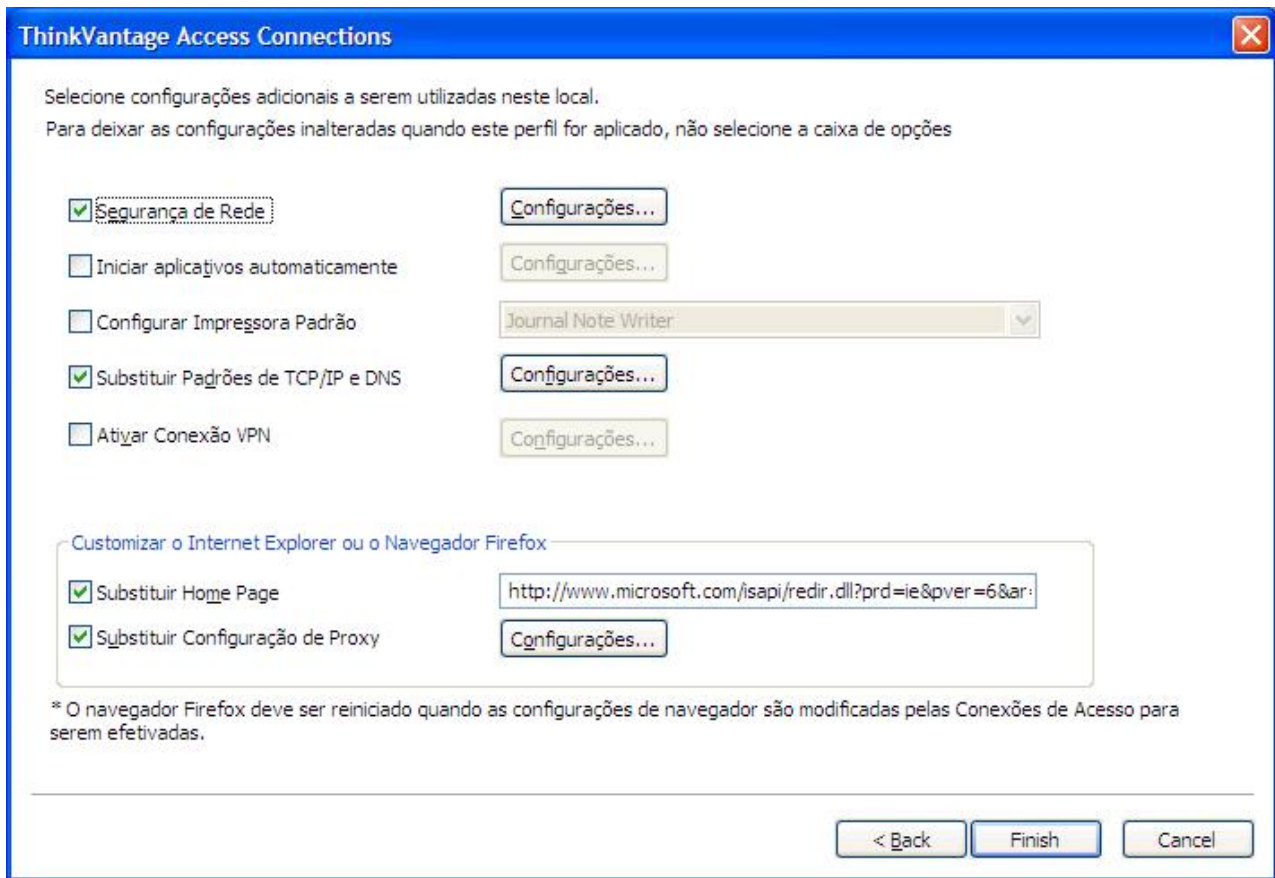 ThinkVantage Access Connections
Selecione configurações adicionais a serem utilizadas neste local.
Para deixar as configurações inalteradas quando este perfil for aplicado, não selecione a caixa de opções
Segurança de Rede Configurações...
Iniciar aplicativos automaticamente Configurações...
Configurar Impressora Padrão Journal Note Writer
Substituir Padrões de TCP/IP e DNS Configurações...
Ativar Conexão VPN Configurações...
Customizar o Internet Explorer ou o Navegador Firefox
Substituir Home Page http://www.microsoft.com/isapi/redir.dll?prd=ie&pver=6&ar=
Substituir Configuração de Proxy Configurações...
* O navegador Firefox deve ser reiniciado quando as configurações de navegador são modificadas pelas Conexões de Acesso para
serem efetivadas.
< Back Finish Cancel